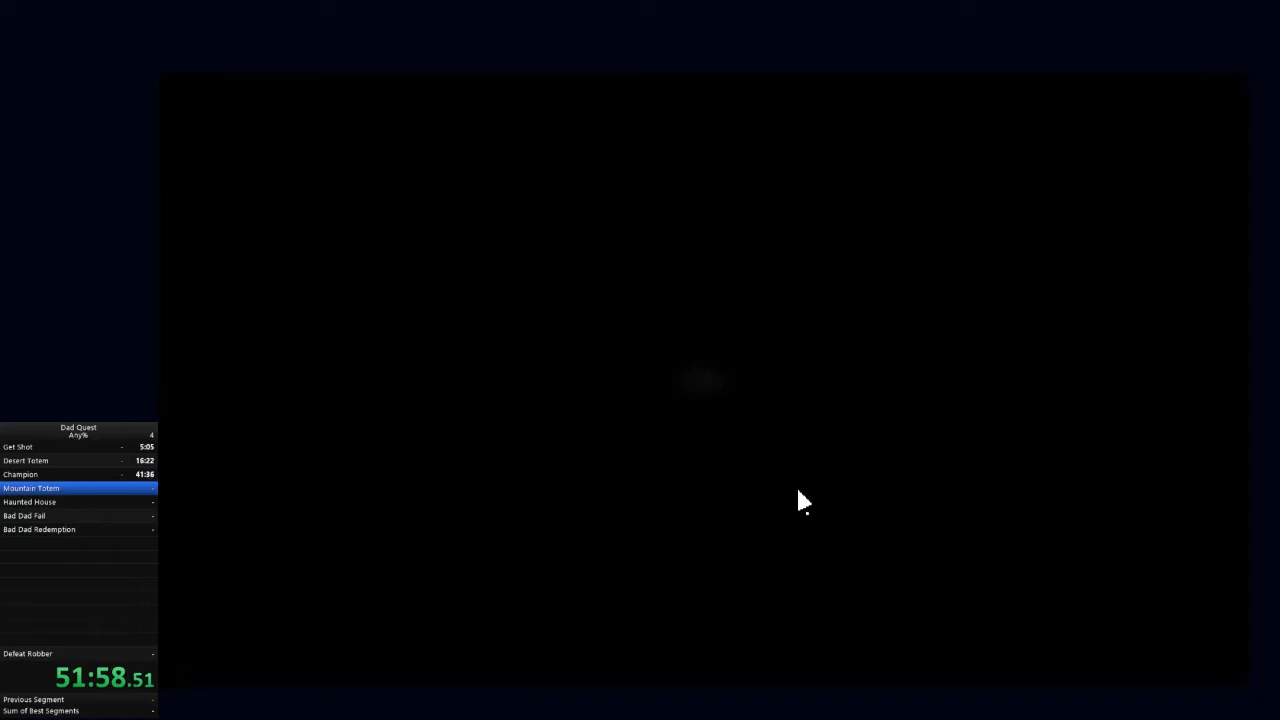 Dad Quest
Any% 4
Get Shot - 5:05
Desert Totem - 16:22
Champion - 41:36
Mountain Totem -
Haunted House -
Bad Dad Fail -
Bad Dad Redemption -
Defeat Robber -
51:58.51
Previous Segment -
Sum of Best Segments -